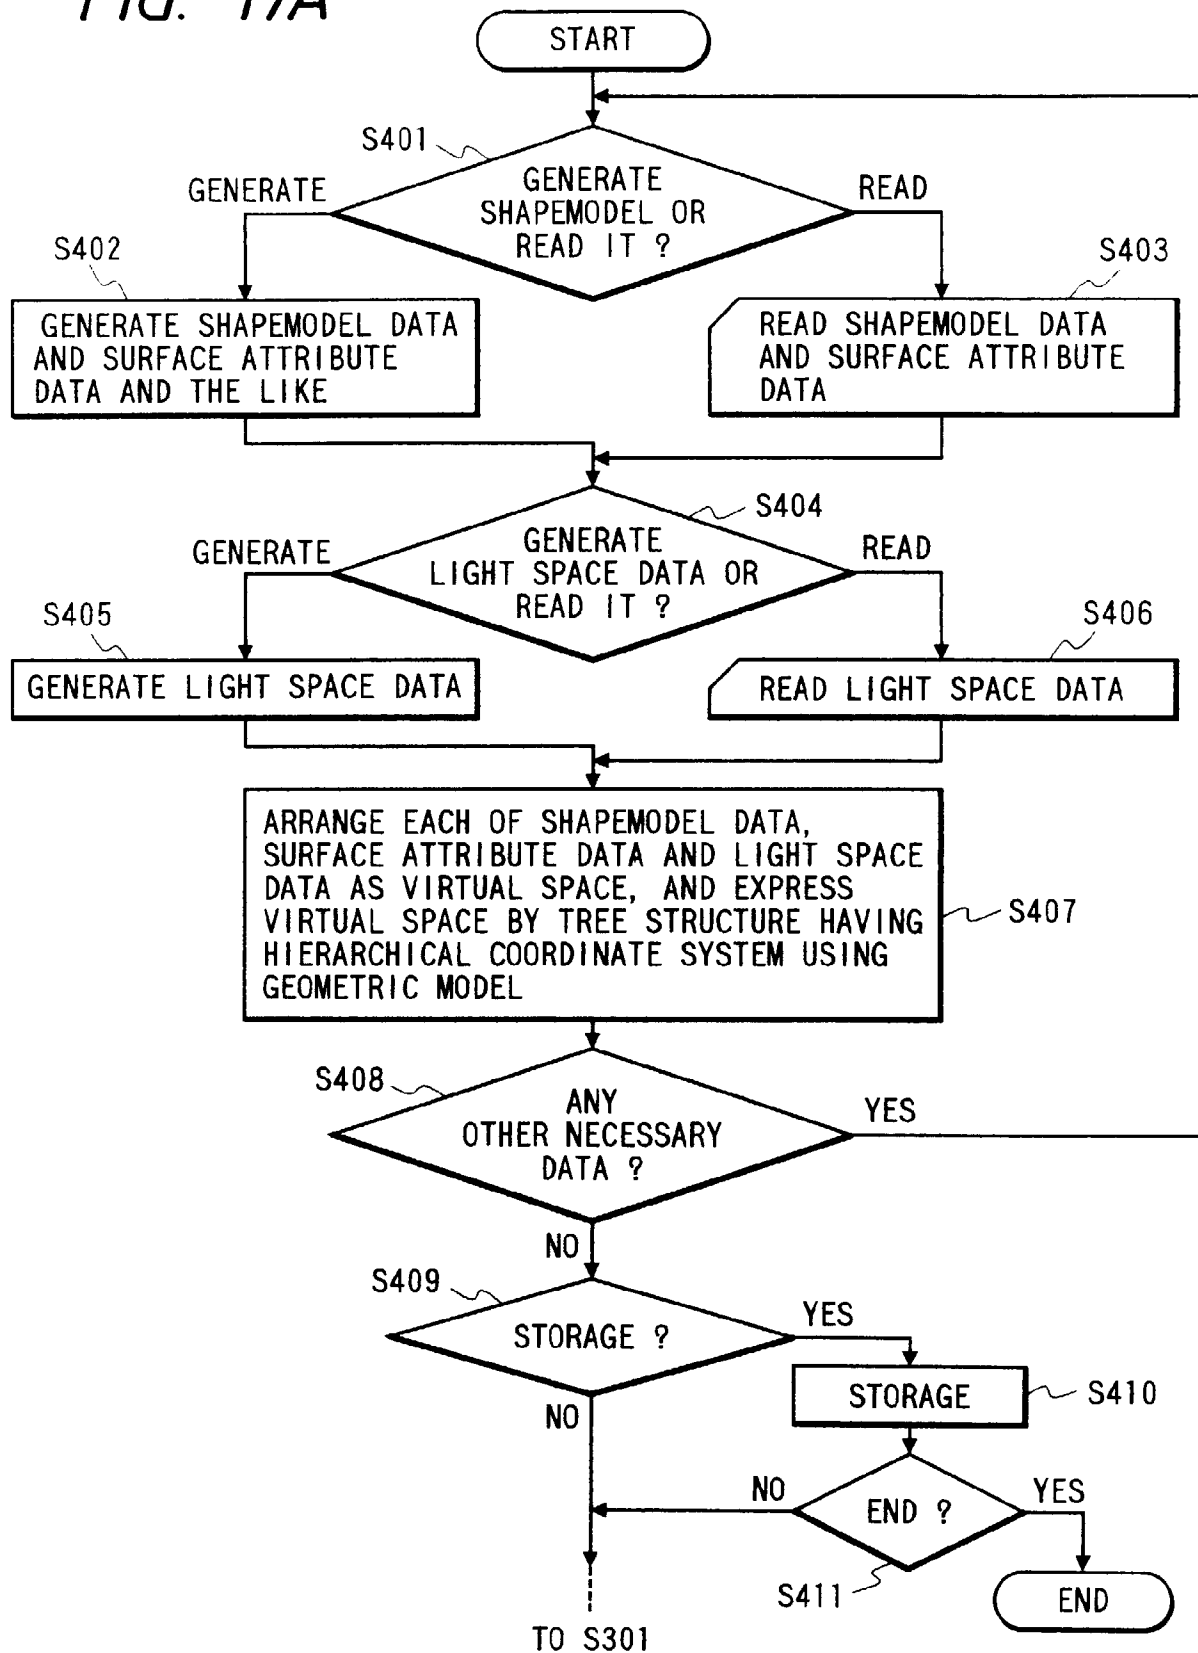 FIG. 17A
START
S401
GENERATE
SHAPEMODEL OR
READ IT ?
GENERATE
READ
S402
S403
GENERATE SHAPEMODEL DATA
AND SURFACE ATTRIBUTE
DATA AND THE LIKE
READ SHAPEMODEL DATA
AND SURFACE ATTRIBUTE
DATA
S404
GENERATE
LIGHT SPACE DATA OR
READ IT ?
GENERATE
READ
S405
S406
GENERATE LIGHT SPACE DATA
READ LIGHT SPACE DATA
ARRANGE EACH OF SHAPEMODEL DATA,
SURFACE ATTRIBUTE DATA AND LIGHT SPACE
DATA AS VIRTUAL SPACE, AND EXPRESS
VIRTUAL SPACE BY TREE STRUCTURE HAVING
HIERARCHICAL COORDINATE SYSTEM USING
GEOMETRIC MODEL
S407
S408
ANY
OTHER NECESSARY
DATA ?
YES
NO
S409
STORAGE ?
YES
NO
STORAGE
S410
END ?
NO
YES
S411
END
TO S301